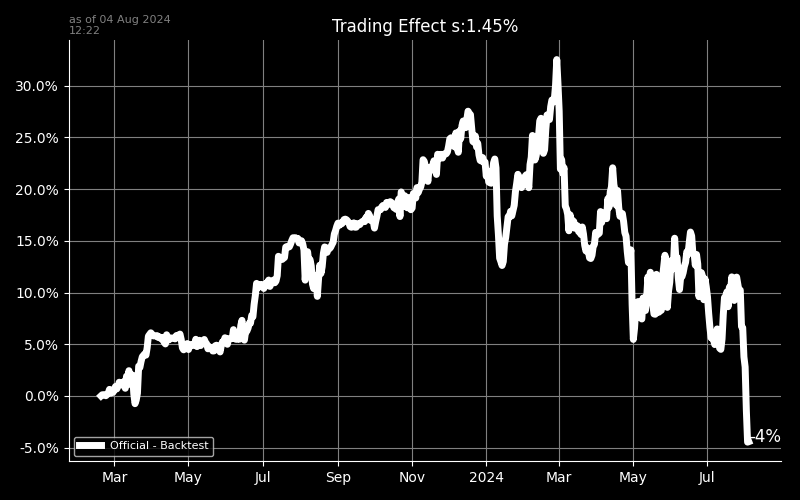 as of 04 Aug 2024
12:22
Trading Effect s:1.45%
30.0%
25.0%
20.0%
15.0%
10.0%
5.0%
0.0%
-5.0%
-4%
Official - Backtest
Mar May Jul Sep Nov 2024 Mar May Jul